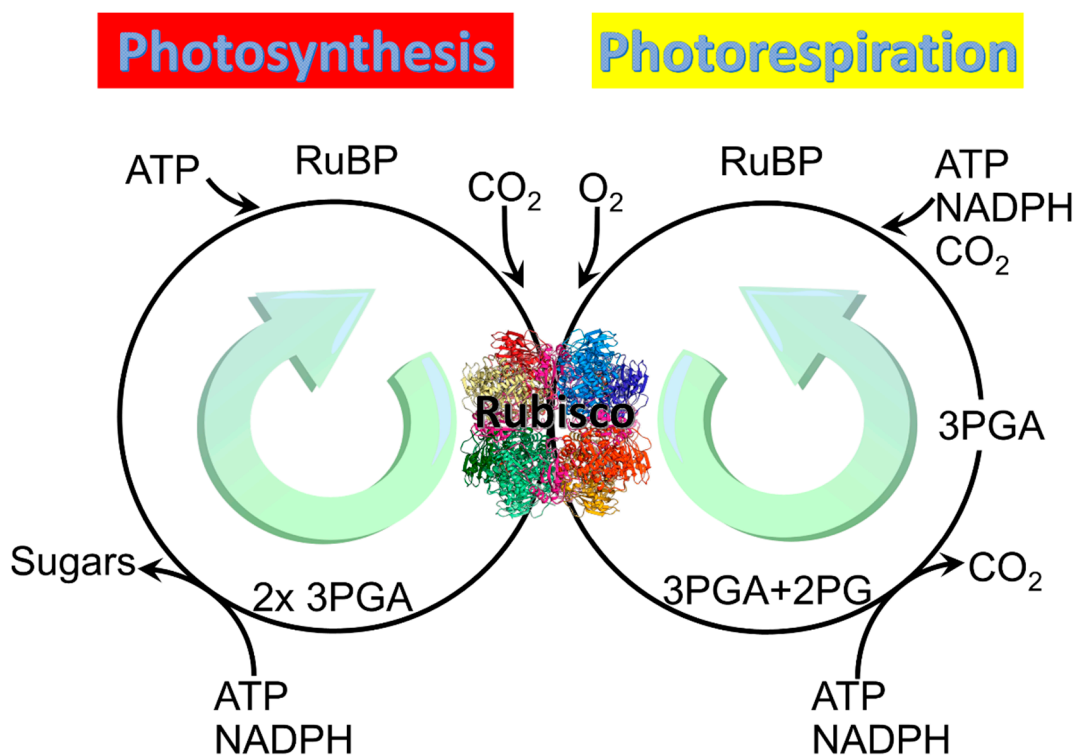 Photosynthesis
Photorespiration
ATP
RuBP
CO₂
O₂
RuBP
ATP
NADPH
CO₂
Rubisco
3PGA
Sugars
2x 3PGA
3PGA+2PG
CO₂
ATP
NADPH
ATP
NADPH